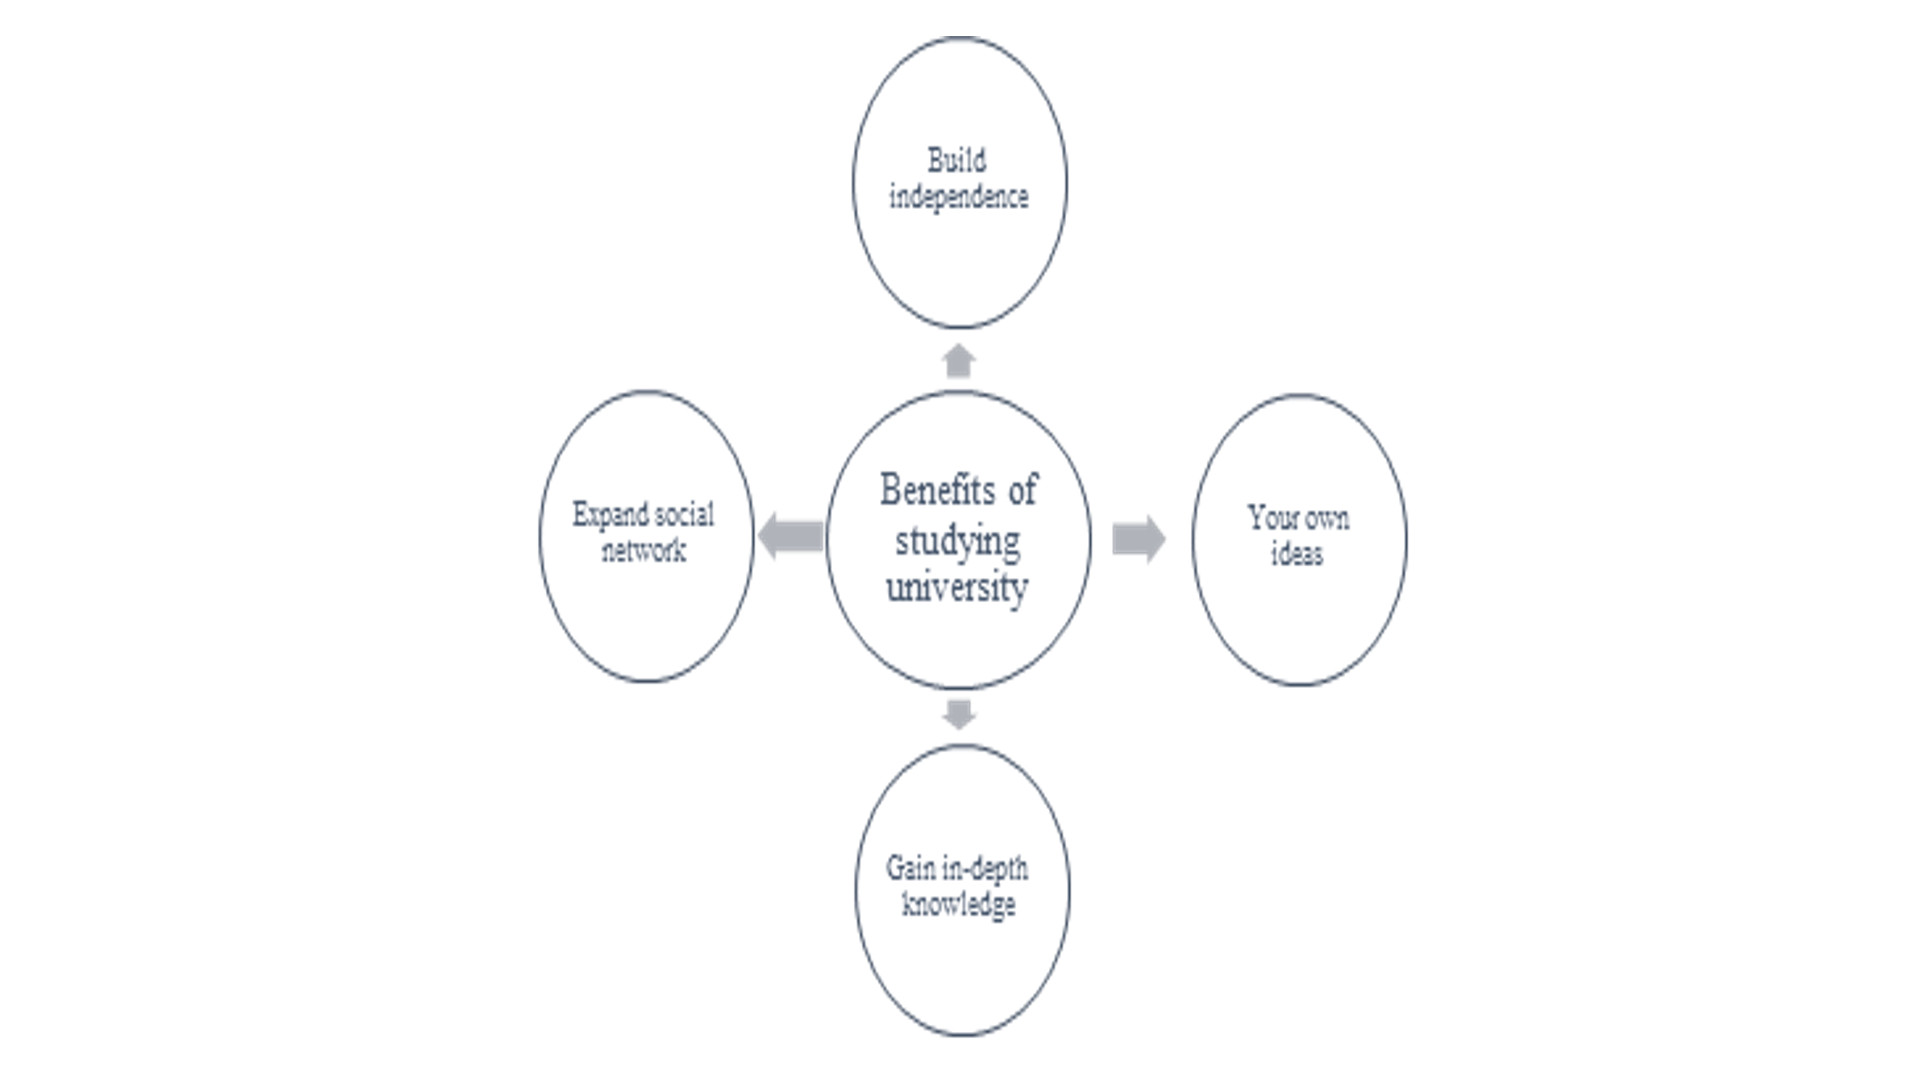 Build
independence
Expand social
network
Benefits of
studying
university
Your own
ideas
Gain in-depth
knowledge